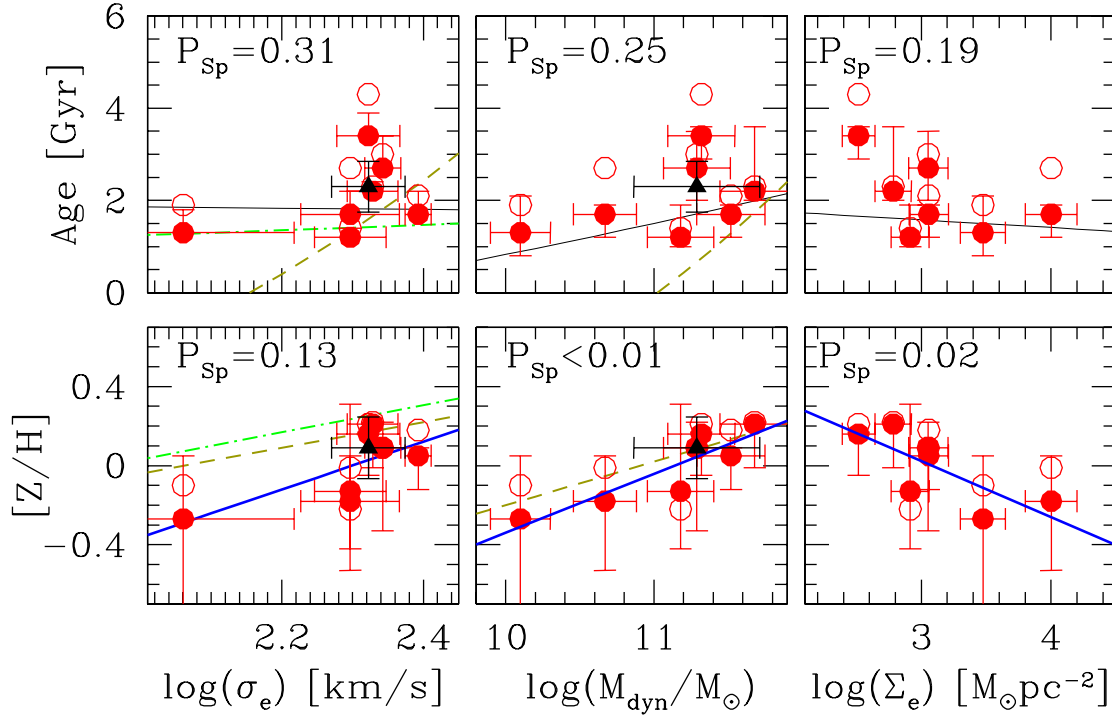 P_Sp=0.31
P_Sp=0.25
P_Sp=0.19
6
4
2
0
Age [Gyr]
P_Sp=0.13
P_Sp<0.01
P_Sp=0.02
0.4
0
−0.4
[Z/H]
2.2 2.4 10 11 3 4
log(σ_e) [km/s] log(M_dyn/M_⊙) log(Σ_e) [M_⊙pc⁻²]